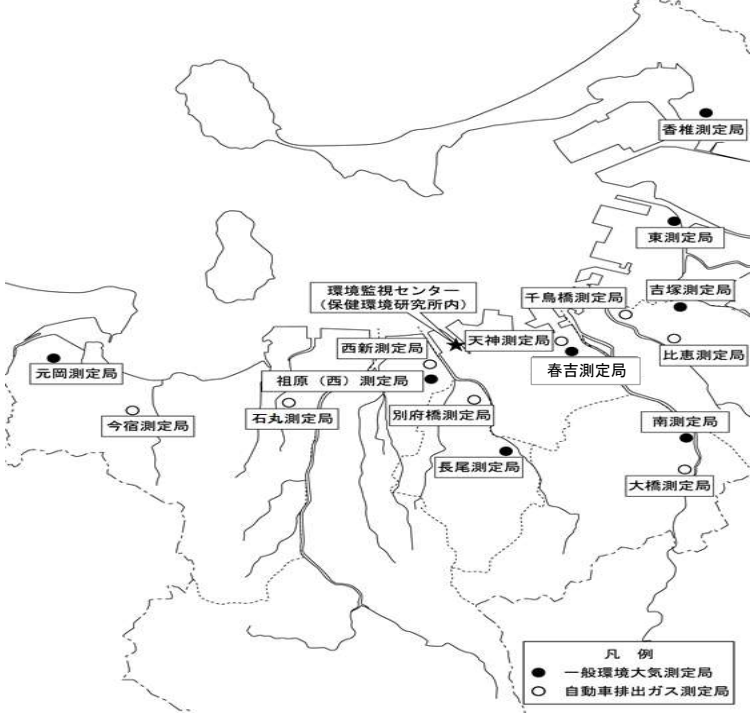 香椎測定局
東測定局
環境監視センター
(保健環境研究所内)
千鳥橋測定局
吉塚測定局
西新測定局
天神測定局
比恵測定局
元岡測定局
祖原(西)測定局
春吉測定局
今宿測定局
石丸測定局
別府橋測定局
南測定局
長尾測定局
大橋測定局
凡 例
● 一般環境大気測定局
○ 自動車排出ガス測定局